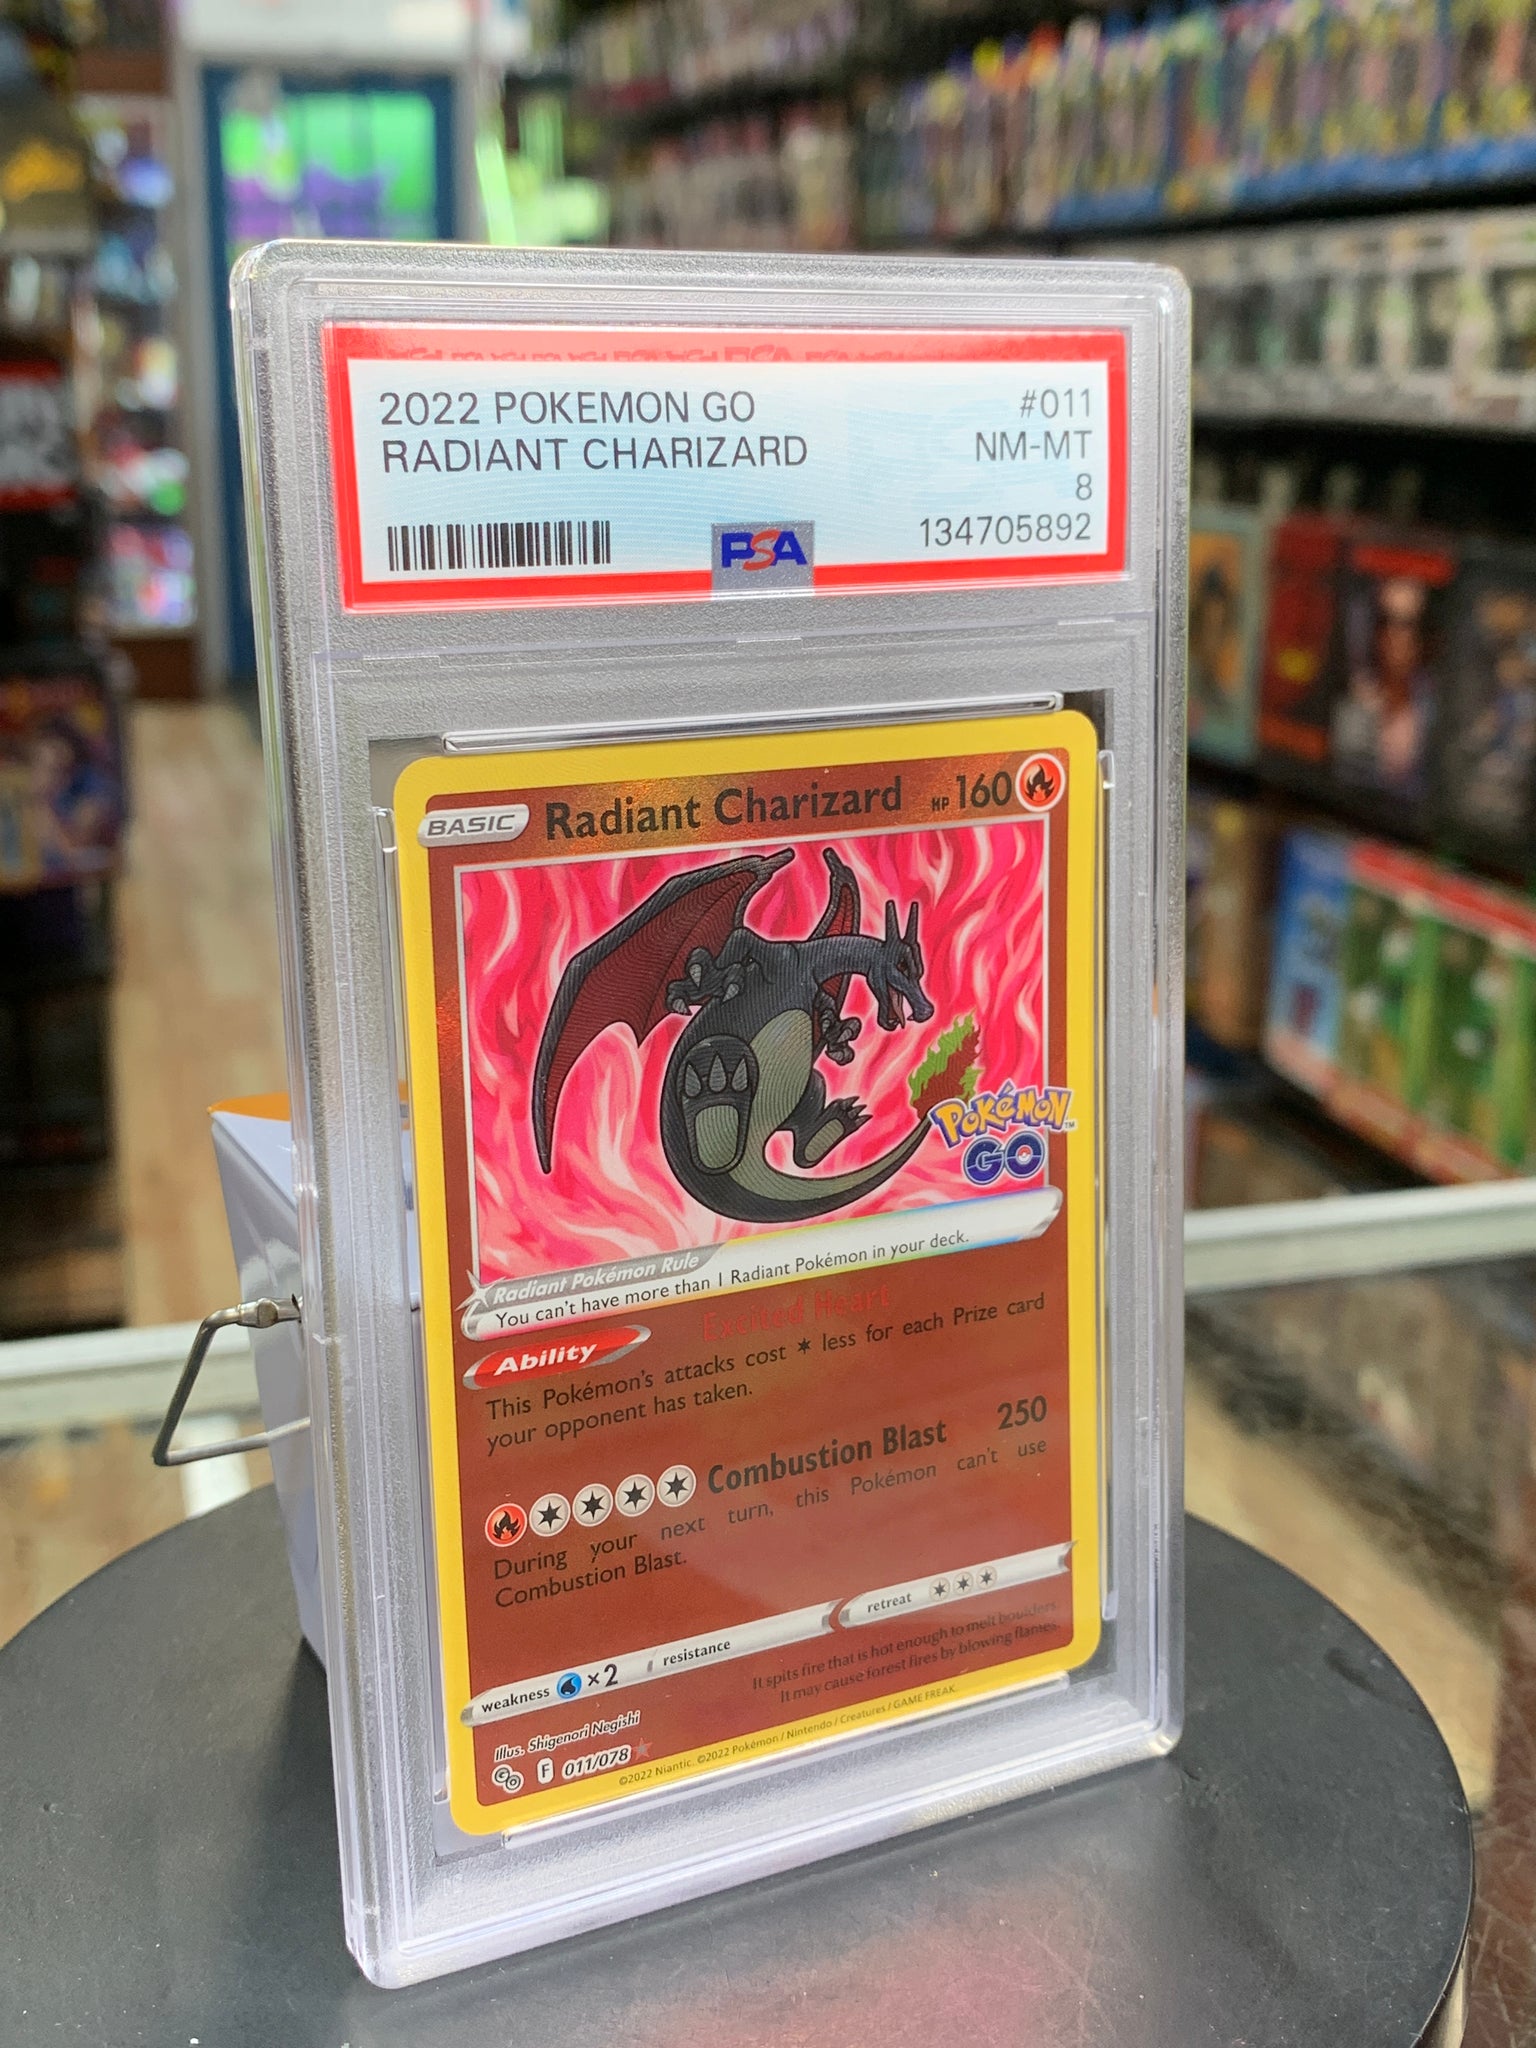 2022 POKEMON GO #011
RADIANT CHARIZARD NM-MT
8
PSA 134705892
BASIC Radiant Charizard HP 160
POKéMON™
GO
Radiant Pokémon Rule
You can't have more than 1 Radiant Pokémon in your deck.
Ability Excited Heart
This Pokémon's attacks cost less for each Prize card
your opponent has taken.
Combustion Blast 250
During your next turn, this Pokémon can't use
Combustion Blast.
weakness ×2 resistance retreat
It spits fire that is hot enough to melt boulders.
It may cause forest fires by blowing flames.
Illus. Shigenori Negishi
GO F 011/078
©2022 Niantic. ©2022 Pokémon / Nintendo / Creatures / GAME FREAK.